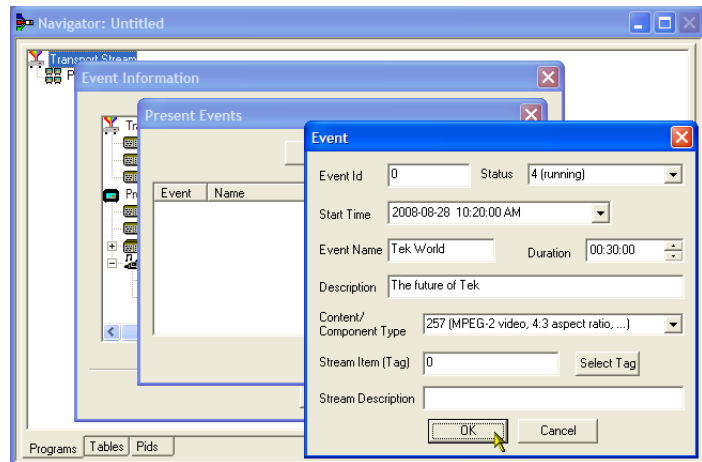 Navigator: Untitled
Transport Stream
P
Event Information
Tr
Pr
Present Events
Event Name
Event
Event Id 0 Status 4 (running)
Start Time 2008-08-28 10:20:00 AM
Event Name Tek World Duration 00:30:00
Description The future of Tek
Content/
Component Type 257 (MPEG-2 video, 4:3 aspect ratio, ...)
Stream Item (Tag) 0 Select Tag
Stream Description
OK Cancel
Programs Tables Pids